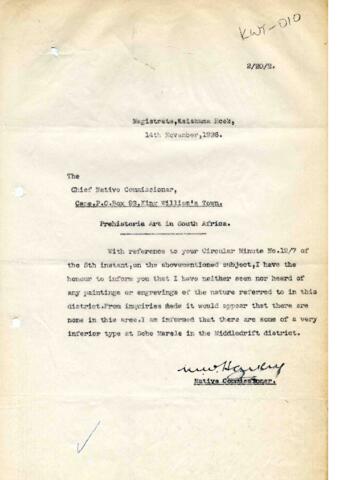 KWT-010
2/20/2.
Magistrate,Keiskama Hoek,
14th November,1936.
The
Chief Native Commissioner,
Cape.P.O.Box 92,King William's Town.
Prehistoric Art in South Africa.
With reference to your Circular Minute No.12/7 of
the 5th instant,on the abovementioned subject,I have the
honour to inform you that I have neither seen nor heard of
any paintings or engravings of the nature referred to in this
district.From inquiries made it would appear that there are
none in this area.I am informed that there are some of a very
inferior type at Debe Marele in the Middledrift district.
Native Commissioner.